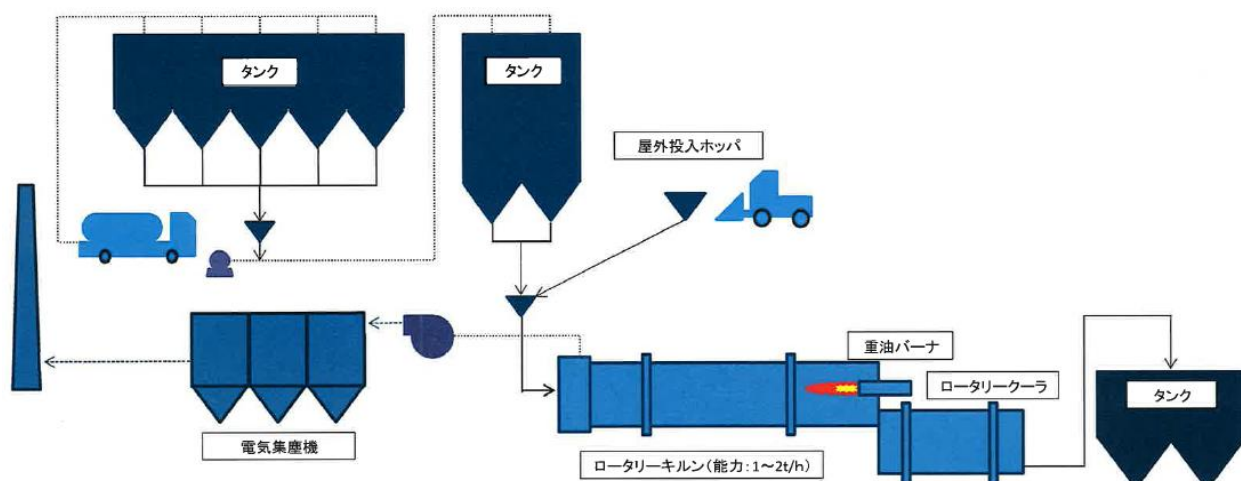 タンク
タンク
屋外投入ホッパ
重油バーナ
ロータリークーラ
タンク
電気集塵機
ロータリーキルン(能力:1~2t/h)